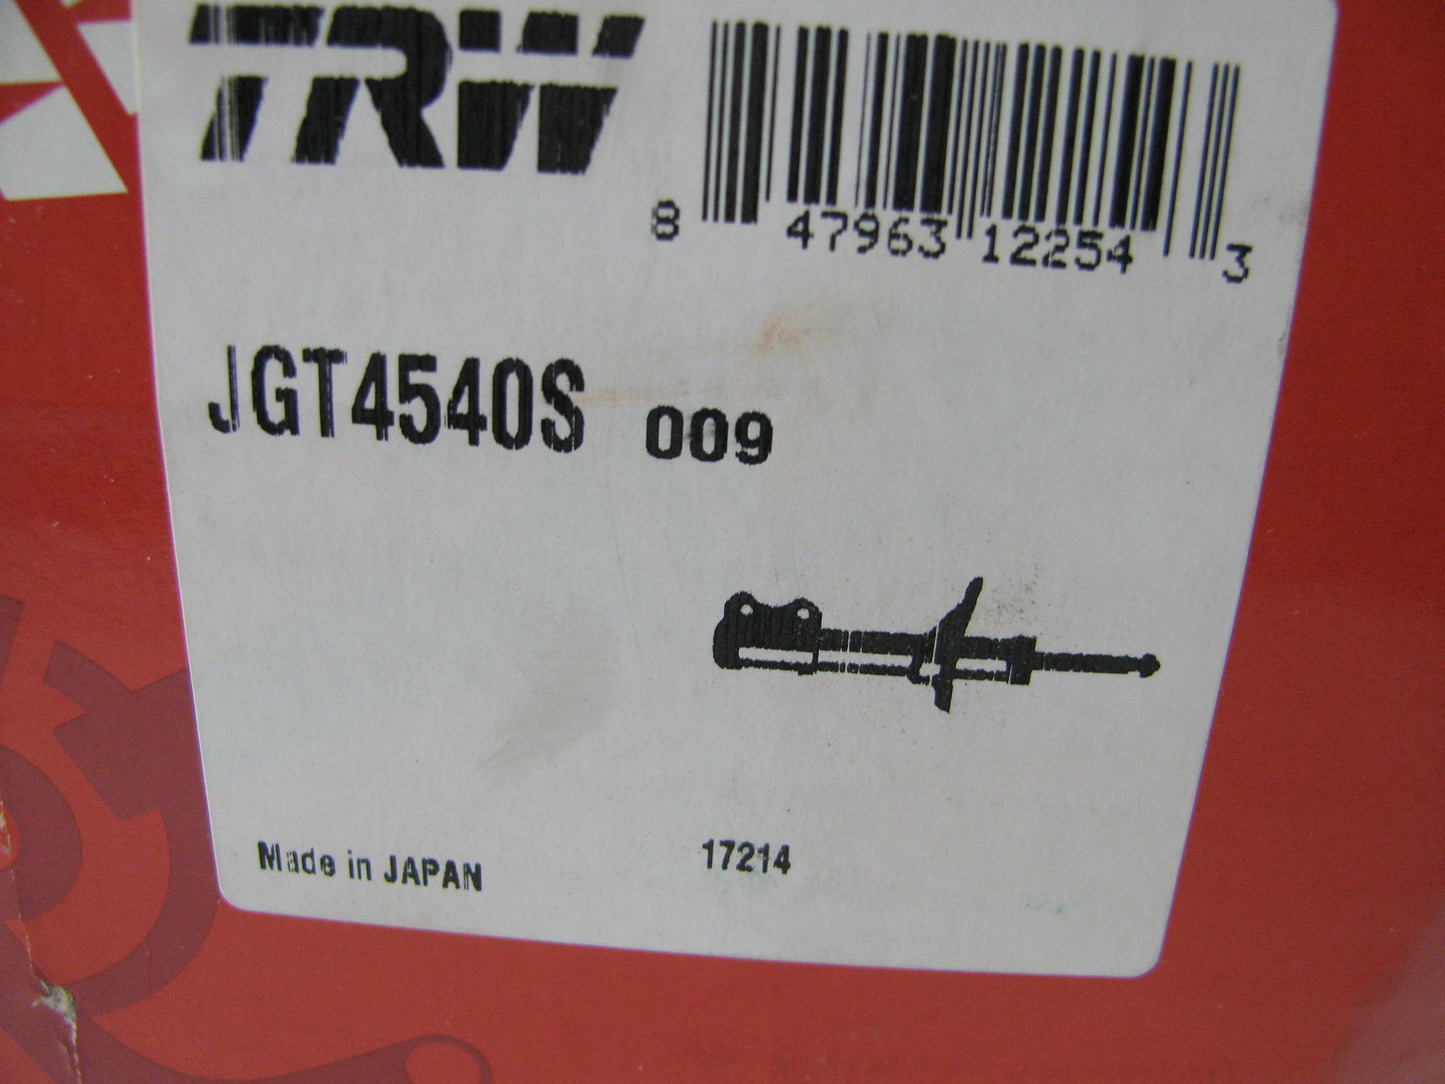 TRW
8 47963 12254 3
JGT4540S 009
Made in JAPAN 17214